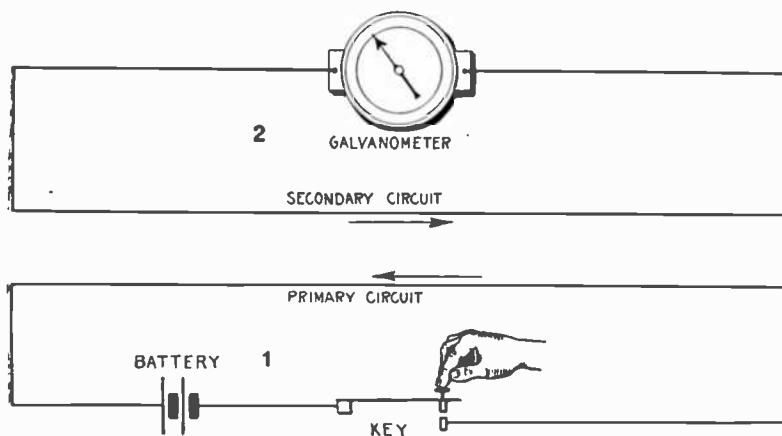 2
GALVANOMETER
SECONDARY CIRCUIT
PRIMARY CIRCUIT
BATTERY
1
KEY